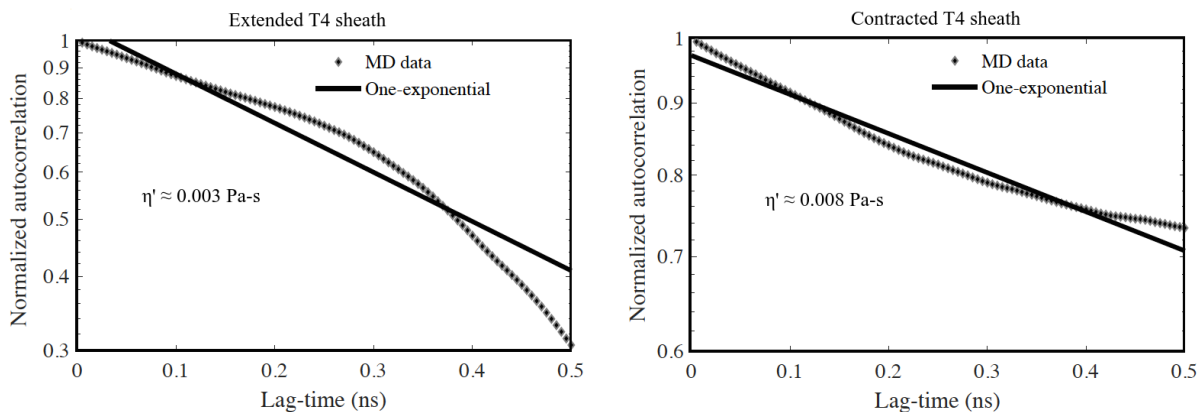 Extended T4 sheath
1
0.9
0.8
0.7
0.6
0.5
0.4
0.3
Normalized autocorrelation
MD data
One-exponential
η' ≈ 0.003 Pa-s
0 0.1 0.2 0.3 0.4 0.5
Lag-time (ns)
Contracted T4 sheath
1
0.9
0.8
0.7
0.6
Normalized autocorrelation
MD data
One-exponential
η' ≈ 0.008 Pa-s
0 0.1 0.2 0.3 0.4 0.5
Lag-time (ns)